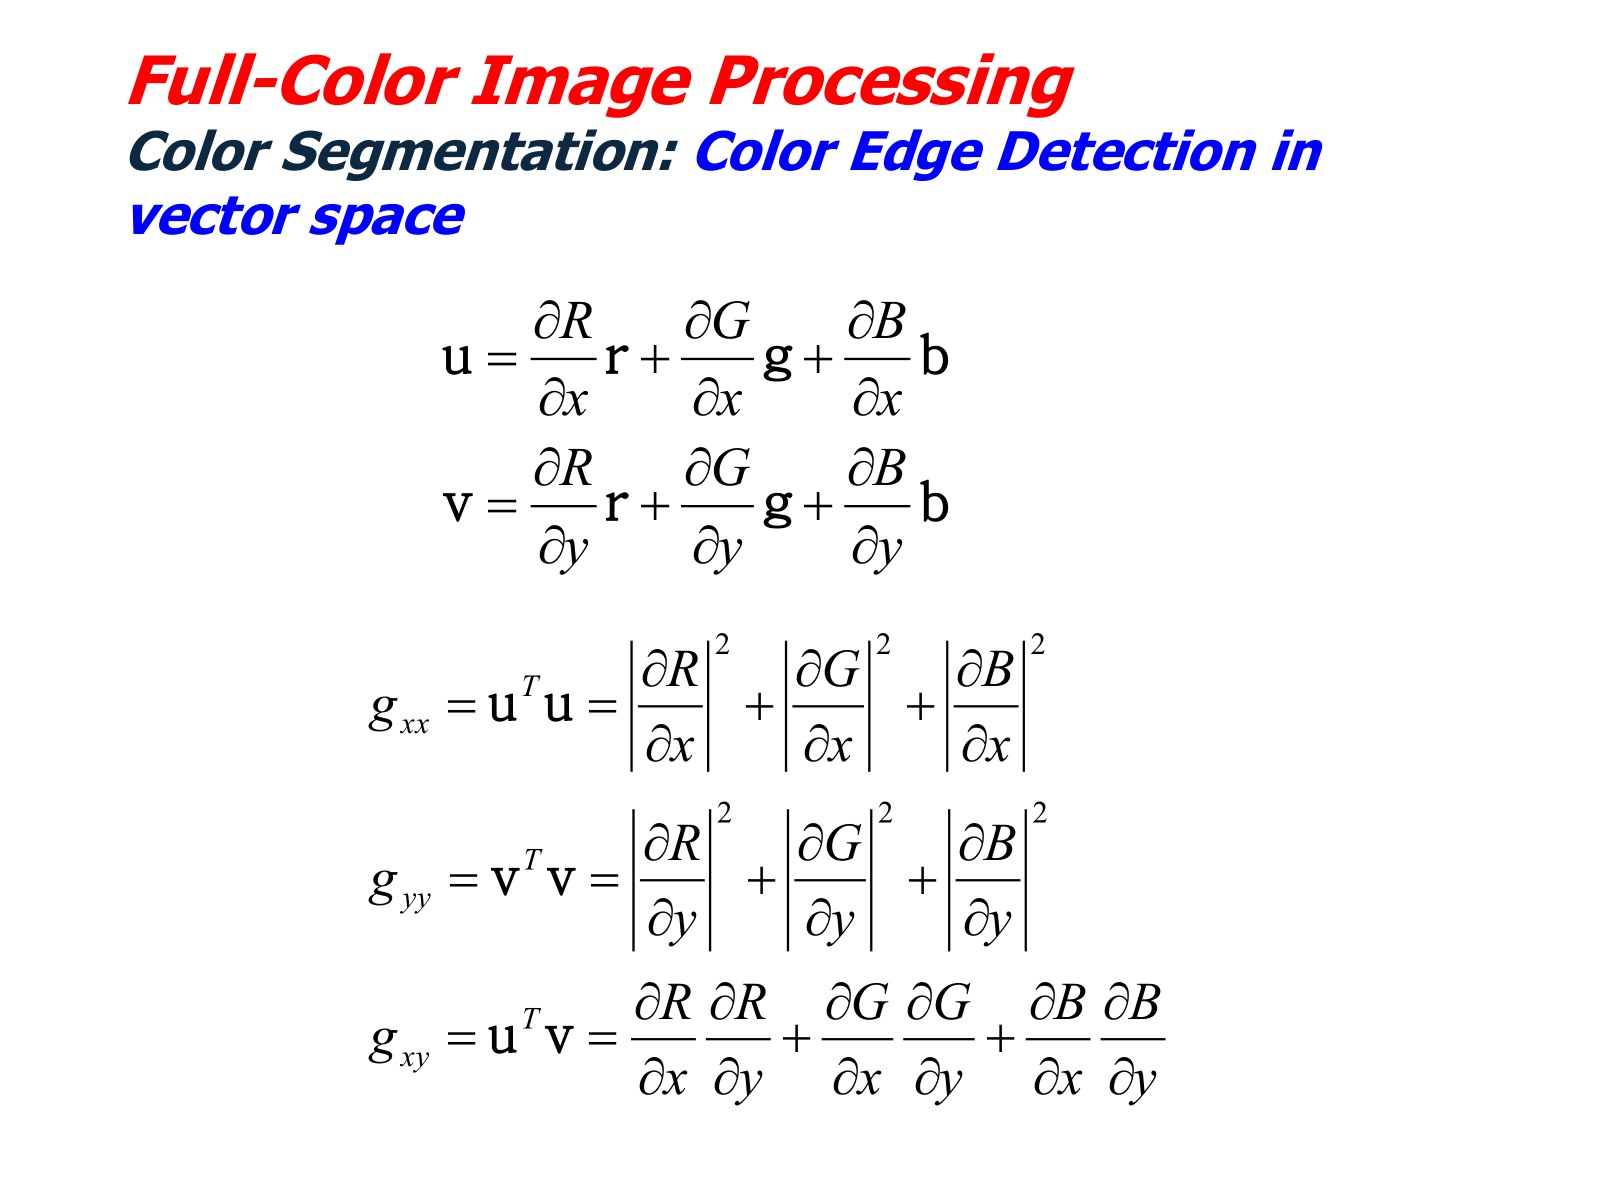 Full-Color Image Processing
Color Segmentation: Color Edge Detection in
vector space
u = ∂R/∂x r + ∂G/∂x g + ∂B/∂x b
v = ∂R/∂y r + ∂G/∂y g + ∂B/∂y b
g_xx = u^T u = |∂R/∂x|^2 + |∂G/∂x|^2 + |∂B/∂x|^2
g_yy = v^T v = |∂R/∂y|^2 + |∂G/∂y|^2 + |∂B/∂y|^2
g_xy = u^T v = ∂R/∂x ∂R/∂y + ∂G/∂x ∂G/∂y + ∂B/∂x ∂B/∂y